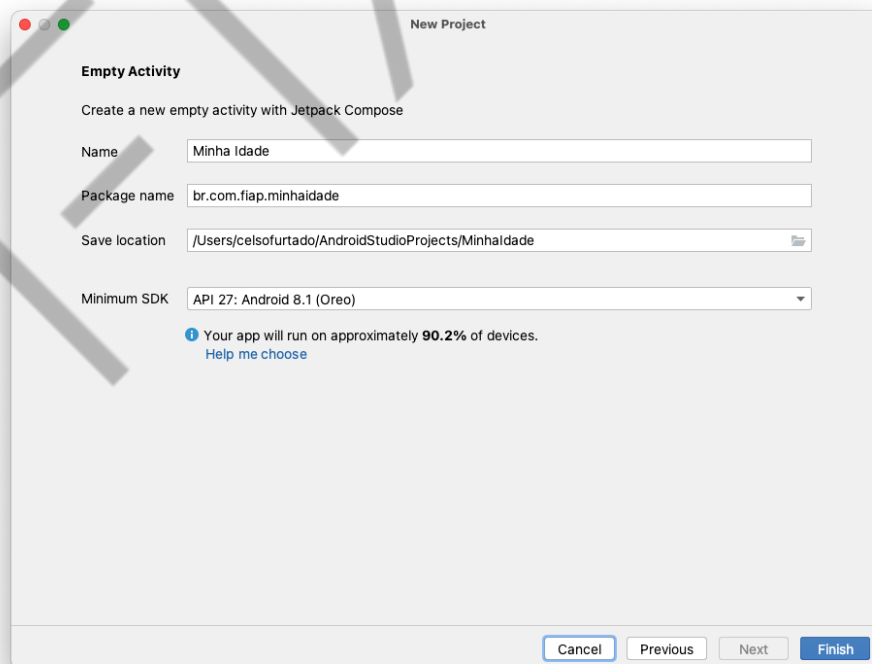 New Project
Empty Activity
Create a new empty activity with Jetpack Compose
Name Minha Idade
Package name br.com.fiap.minhaidade
Save location /Users/celsofurtado/AndroidStudioProjects/MinhaIdade
Minimum SDK API 27: Android 8.1 (Oreo)
Your app will run on approximately 90.2% of devices.
Help me choose
Cancel Previous Next Finish